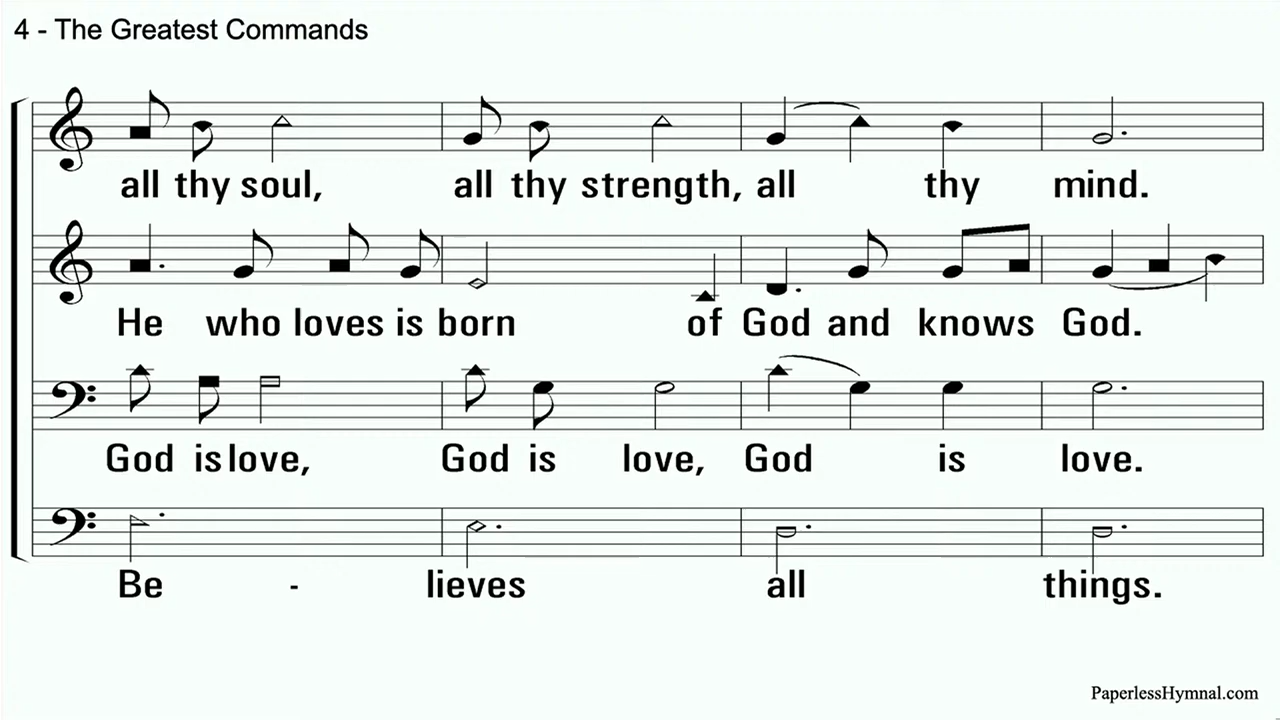 4 - The Greatest Commands
all thy soul, all thy strength, all thy mind.
He who loves is born of God and knows God.
God is love, God is love, God is love.
Be - lieves all things.
PaperlessHymnal.com